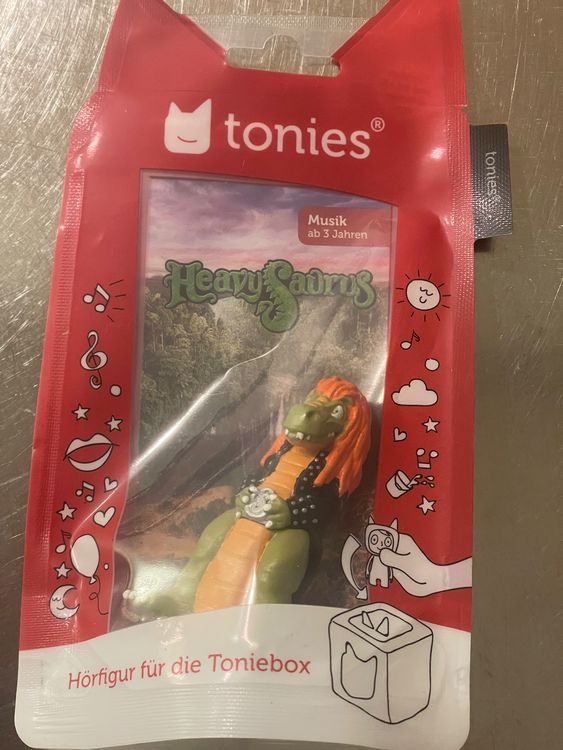 tonies®
tonies®
Musik
ab 3 Jahren
HeavySaurus
Hörfigur für die Toniebox